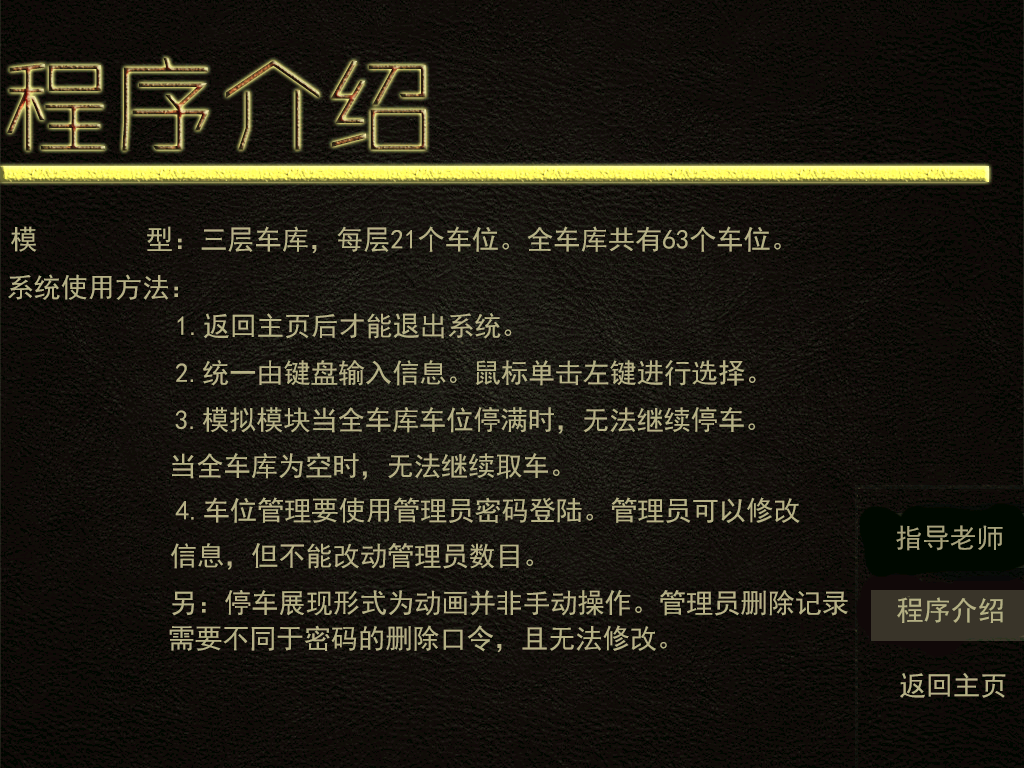 程序介绍
模 型：三层车库，每层21个车位。全车库共有63个车位。
系统使用方法：
1.返回主页后才能退出系统。
2.统一由键盘输入信息。鼠标单击左键进行选择。
3.模拟模块当全车库车位停满时，无法继续停车。
当全车库为空时，无法继续取车。
4.车位管理要使用管理员密码登陆。管理员可以修改
信息，但不能改动管理员数目。
另：停车展现形式为动画并非手动操作。管理员删除记录
需要不同于密码的删除口令，且无法修改。
指导老师
程序介绍
返回主页